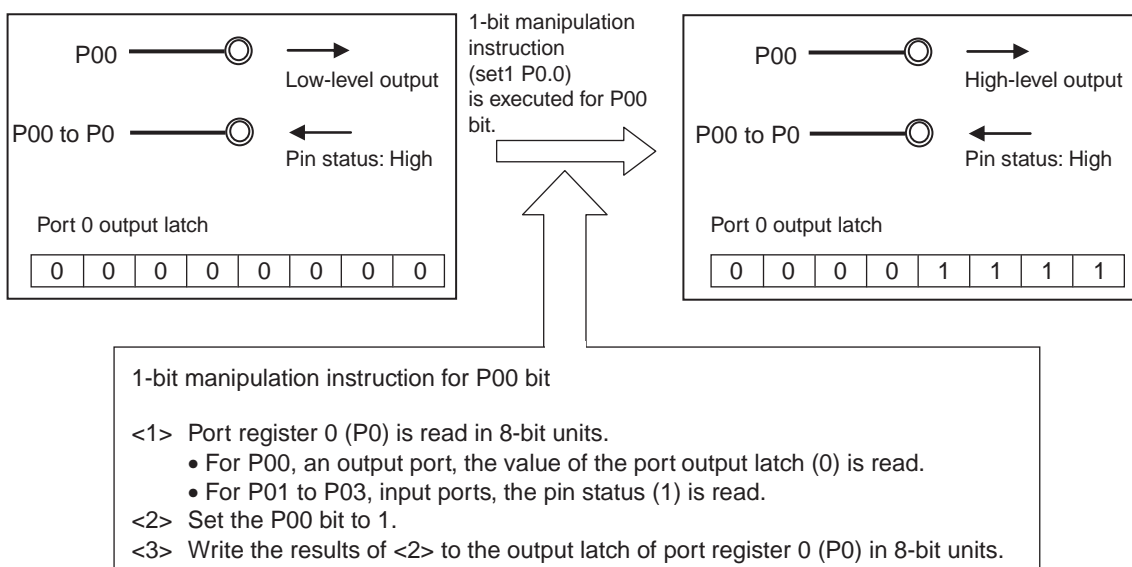 P00
Low-level output
P00 to P0
Pin status: High
Port 0 output latch
0 0 0 0 0 0 0 0
1-bit manipulation
instruction
(set1 P0.0)
is executed for P00
bit.
P00
High-level output
P00 to P0
Pin status: High
Port 0 output latch
0 0 0 0 1 1 1 1
1-bit manipulation instruction for P00 bit
<1> Port register 0 (P0) is read in 8-bit units.
• For P00, an output port, the value of the port output latch (0) is read.
• For P01 to P03, input ports, the pin status (1) is read.
<2> Set the P00 bit to 1.
<3> Write the results of <2> to the output latch of port register 0 (P0) in 8-bit units.